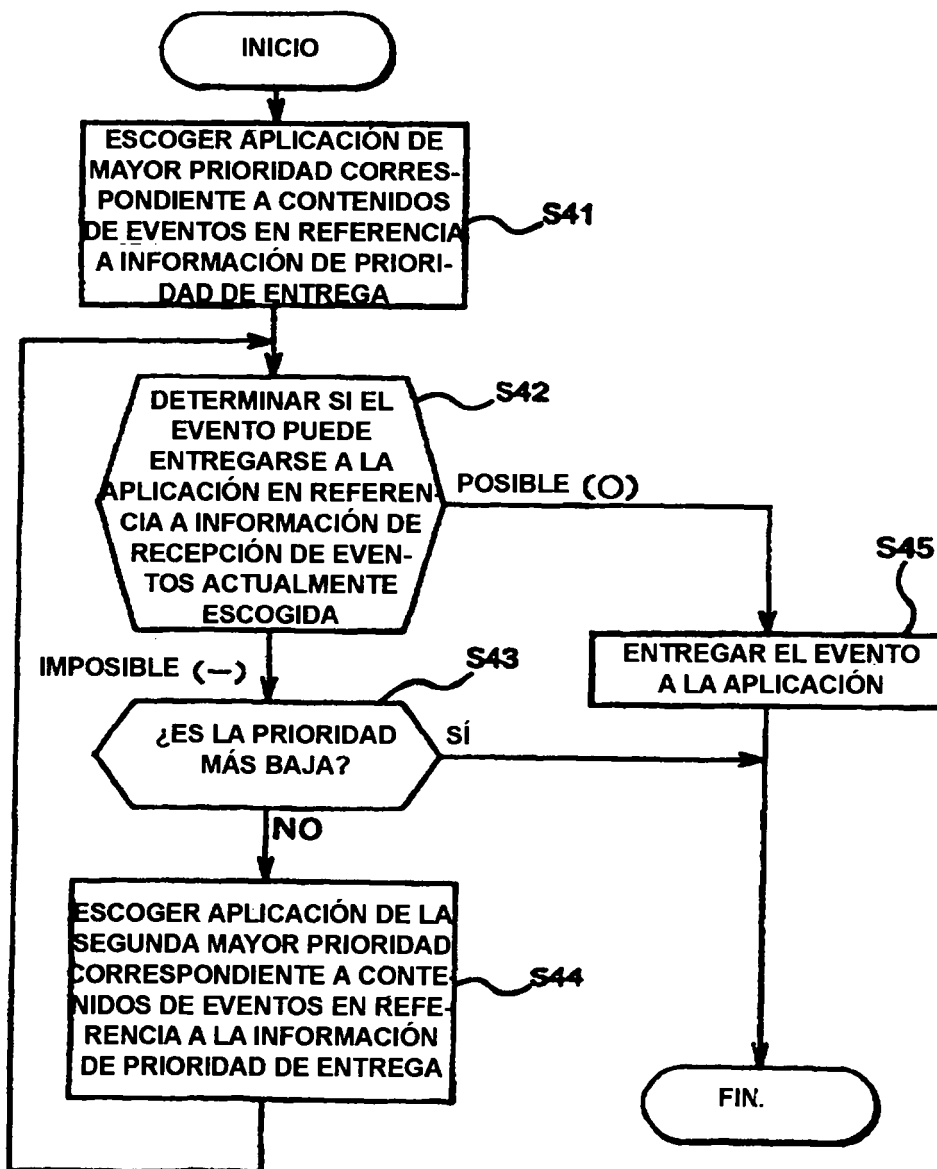 INICIO
ESCOGER APLICACIÓN DE
MAYOR PRIORIDAD CORRES-
PONDIENTE A CONTENIDOS
DE EVENTOS EN REFERENCIA
A INFORMACIÓN DE PRIORI-
DAD DE ENTREGA
S41
DETERMINAR SI EL
EVENTO PUEDE
ENTREGARSE A LA
APLICACIÓN EN REFEREN-
CIA A INFORMACIÓN DE
RECEPCIÓN DE EVEN-
TOS ACTUALMENTE
ESCOGIDA
S42
POSIBLE (O)
S45
ENTREGAR EL EVENTO
A LA APLICACIÓN
IMPOSIBLE (—)
S43
¿ES LA PRIORIDAD
MÁS BAJA?
SÍ
NO
ESCOGER APLICACIÓN DE LA
SEGUNDA MAYOR PRIORIDAD
CORRESPONDIENTE A CONTE-
NIDOS DE EVENTOS EN REFE-
RENCIA A LA INFORMACIÓN
DE PRIORIDAD DE ENTREGA
S44
FIN.